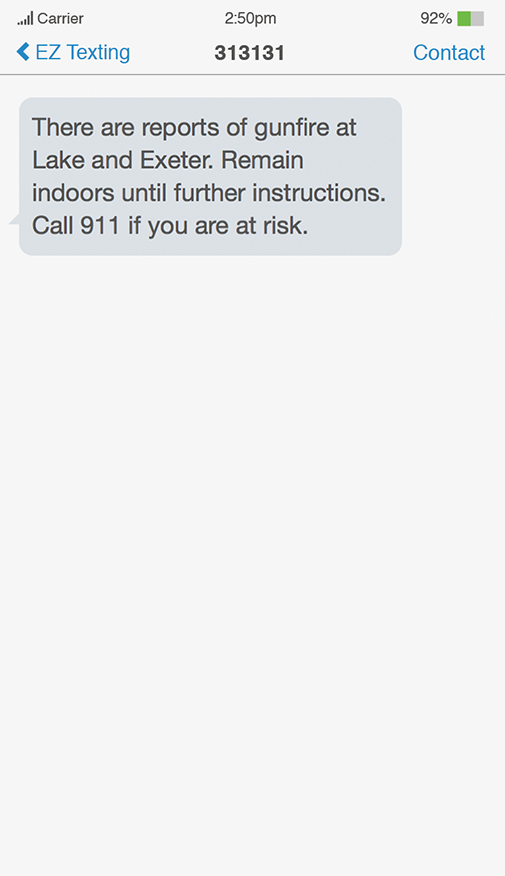 Carrier 2:50pm 92%
EZ Texting 313131 Contact
There are reports of gunfire at
Lake and Exeter. Remain
indoors until further instructions.
Call 911 if you are at risk.